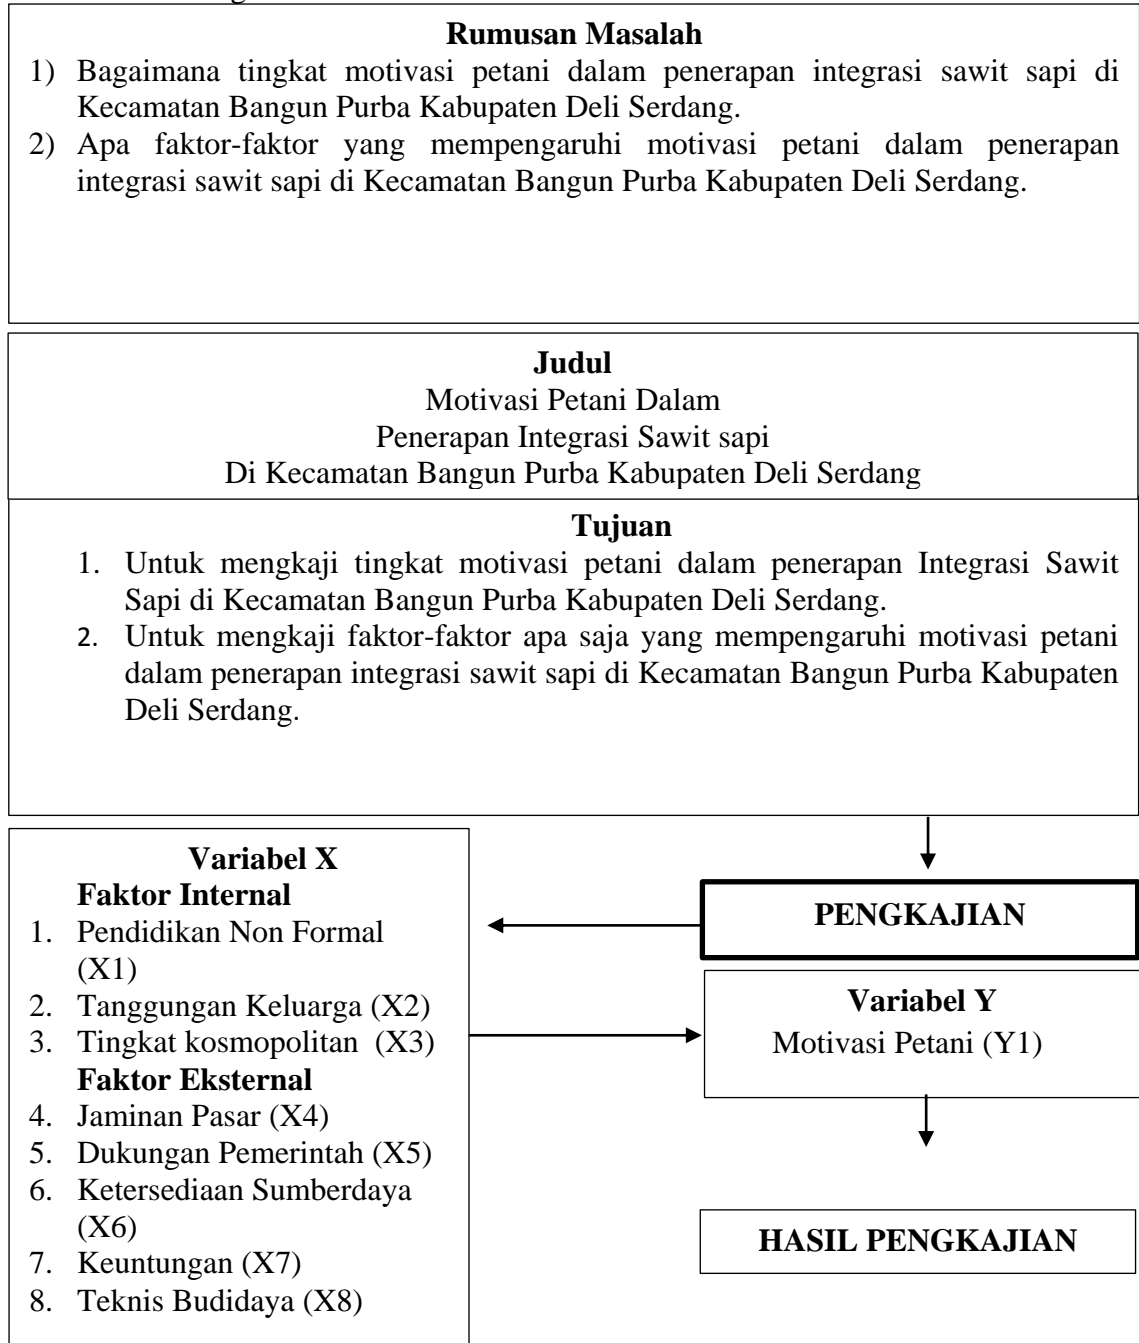 Rumusan Masalah
1) Bagaimana tingkat motivasi petani dalam penerapan integrasi sawit sapi di
Kecamatan Bangun Purba Kabupaten Deli Serdang.
2) Apa faktor-faktor yang mempengaruhi motivasi petani dalam penerapan
integrasi sawit sapi di Kecamatan Bangun Purba Kabupaten Deli Serdang.
Judul
Motivasi Petani Dalam
Penerapan Integrasi Sawit sapi
Di Kecamatan Bangun Purba Kabupaten Deli Serdang
Tujuan
1. Untuk mengkaji tingkat motivasi petani dalam penerapan Integrasi Sawit
Sapi di Kecamatan Bangun Purba Kabupaten Deli Serdang.
2. Untuk mengkaji faktor-faktor apa saja yang mempengaruhi motivasi petani
dalam penerapan integrasi sawit sapi di Kecamatan Bangun Purba Kabupaten
Deli Serdang.
Variabel X
Faktor Internal
1. Pendidikan Non Formal
(X1)
2. Tanggungan Keluarga (X2)
3. Tingkat kosmopolitan (X3)
Faktor Eksternal
4. Jaminan Pasar (X4)
5. Dukungan Pemerintah (X5)
6. Ketersediaan Sumberdaya
(X6)
7. Keuntungan (X7)
8. Teknis Budidaya (X8)
PENGKAJIAN
Variabel Y
Motivasi Petani (Y1)
HASIL PENGKAJIAN